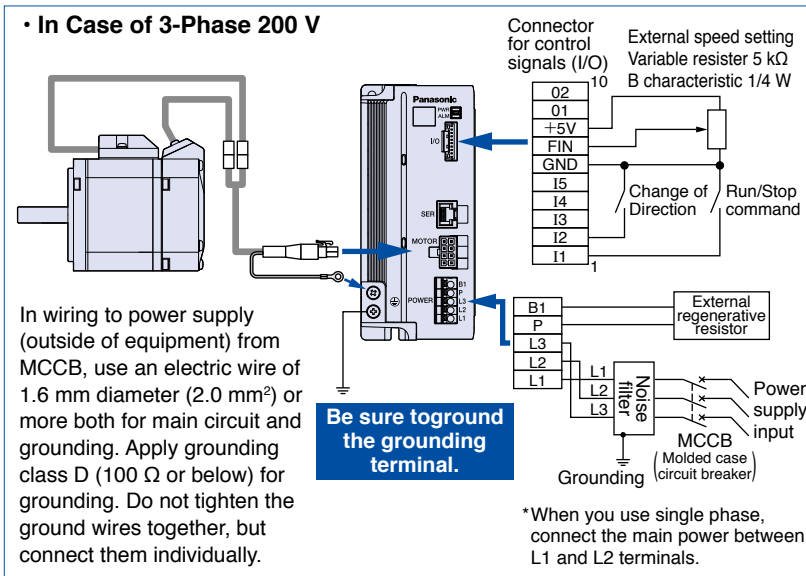 ・In Case of 3-Phase 200 V
Connector
for control
signals (I/O)
External speed setting
Variable resister 5 kΩ
B characteristic 1/4 W
10
02
01
+5V
FIN
GND
I5
I4
I3
I2
I1
1
Change of
Direction
Run/Stop
command
Panasonic
PWR
ALM
I/O
SER
MOTOR
POWER
B1
P
L3
L2
L1
In wiring to power supply
(outside of equipment) from
MCCB, use an electric wire of
1.6 mm diameter (2.0 mm²) or
more both for main circuit and
grounding. Apply grounding
class D (100 Ω or below) for
grounding. Do not tighten the
ground wires together, but
connect them individually.
Be sure toground
the grounding
terminal.
B1
P
L3
L2
L1
External
regenerative
resistor
L1
L2
L3
Noise
filter
Power
supply
input
MCCB
(Molded case
circuit breaker)
Grounding
*When you use single phase,
connect the main power between
L1 and L2 terminals.